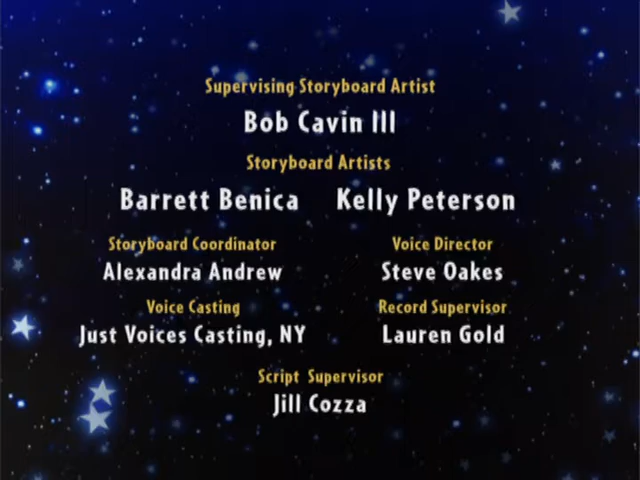 Supervising Storyboard Artist
Bob Cavin III
Storyboard Artists
Barrett Benica Kelly Peterson
Storyboard Coordinator Voice Director
Alexandra Andrew Steve Oakes
Voice Casting Record Supervisor
Just Voices Casting, NY Lauren Gold
Script Supervisor
Jill Cozza